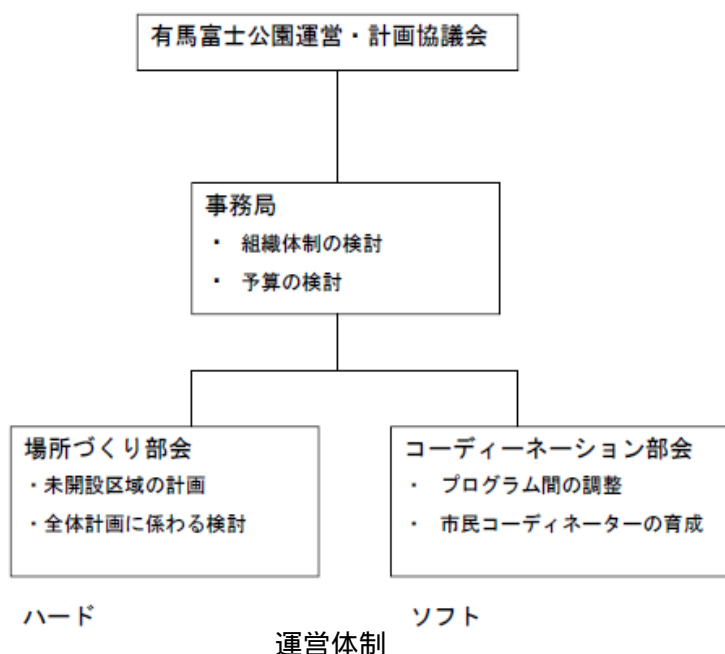 有馬富士公園運営・計画協議会
事務局
・ 組織体制の検討
・ 予算の検討
場所づくり部会
・未開設区域の計画
・全体計画に係わる検討
コーディーネーション部会
・ プログラム間の調整
・ 市民コーディネーターの育成
ハード
ソフト
運営体制